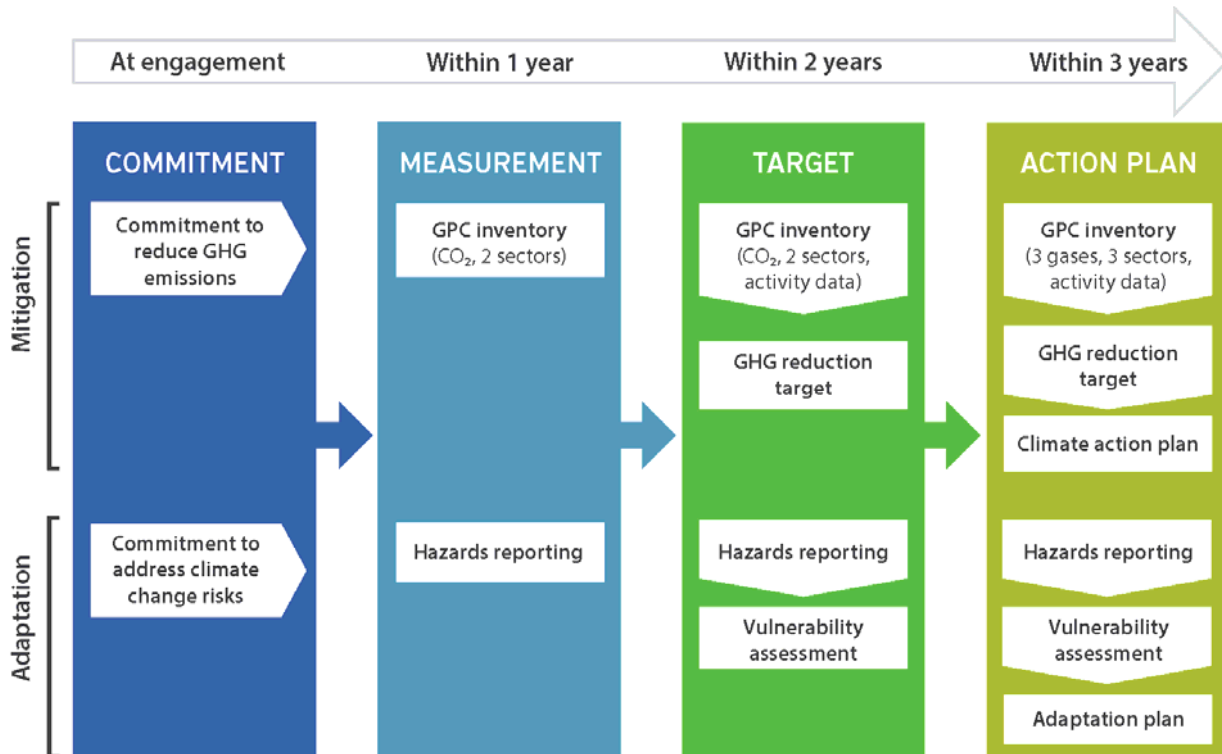 At engagement
Within 1 year
Within 2 years
Within 3 years
COMMITMENT
MEASUREMENT
TARGET
ACTION PLAN
Mitigation
Commitment to
reduce GHG
emissions
GPC inventory
(CO₂, 2 sectors)
GPC inventory
(CO₂, 2 sectors,
activity data)
GHG reduction
target
GPC inventory
(3 gases, 3 sectors,
activity data)
GHG reduction
target
Climate action plan
Adaptation
Commitment to
address climate
change risks
Hazards reporting
Hazards reporting
Vulnerability
assessment
Hazards reporting
Vulnerability
assessment
Adaptation plan